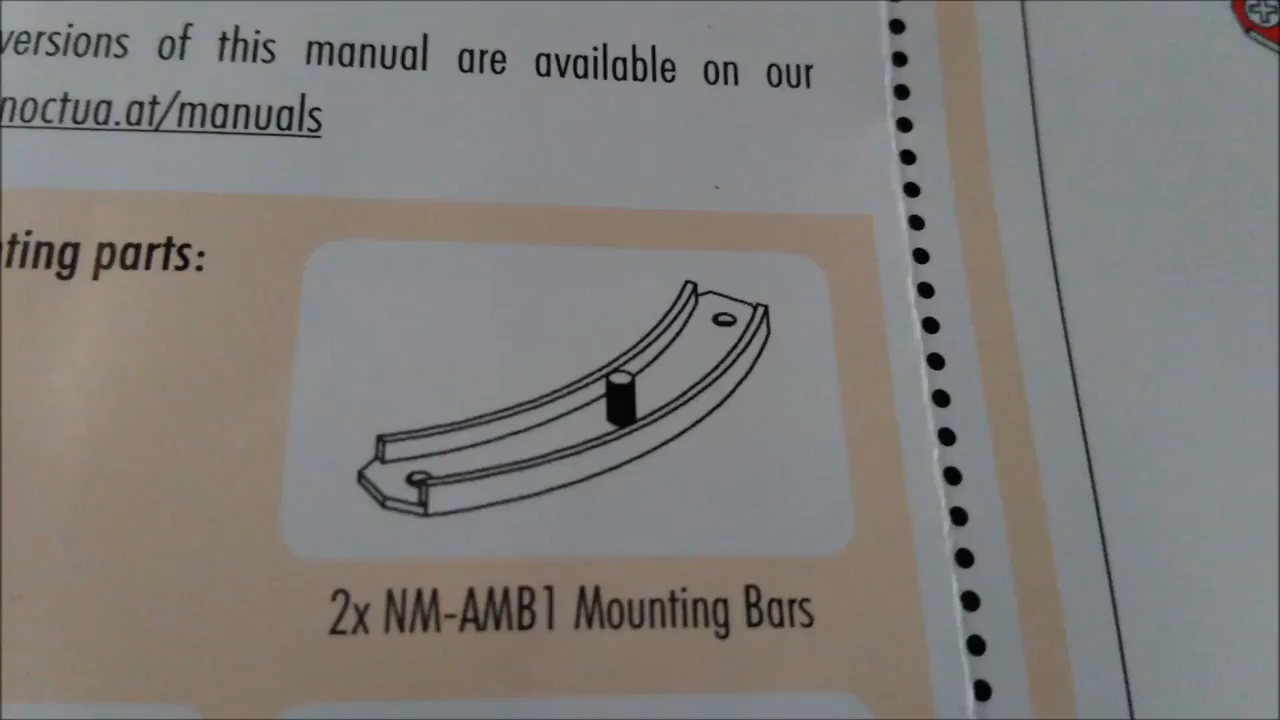 versions of this manual are available on our
noctua.at/manuals
ting parts:
2x NM-AMB1 Mounting Bars